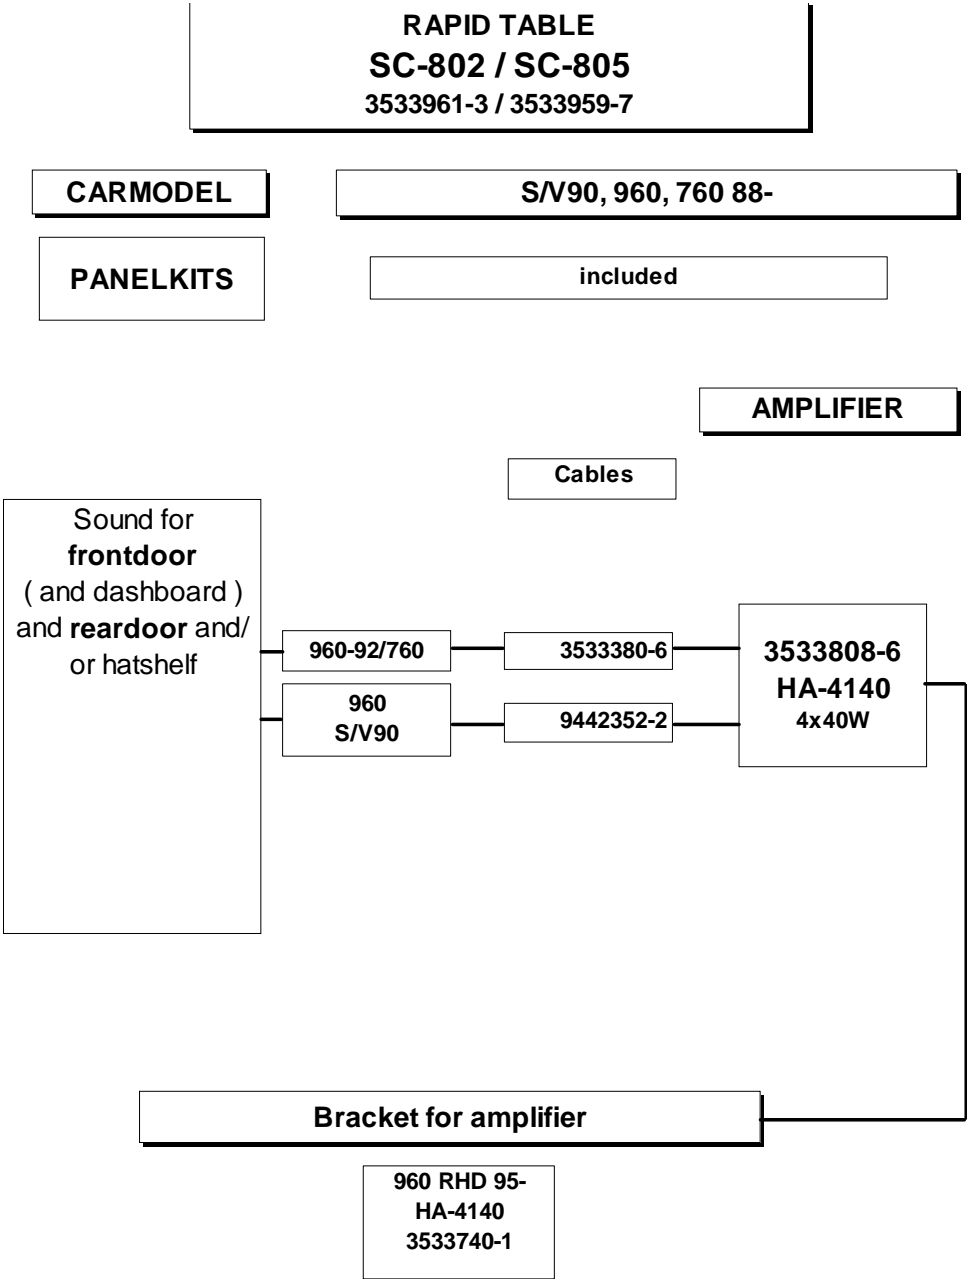 RAPID TABLE
SC-802 / SC-805
3533961-3 / 3533959-7
CARMODEL
S/V90, 960, 760 88-
PANELKITS
included
AMPLIFIER
Cables
Sound for
frontdoor
( and dashboard )
and reardoor and/
or hatshelf
960-92/760
3533380-6
960
S/V90
9442352-2
3533808-6
HA-4140
4x40W
Bracket for amplifier
960 RHD 95-
HA-4140
3533740-1